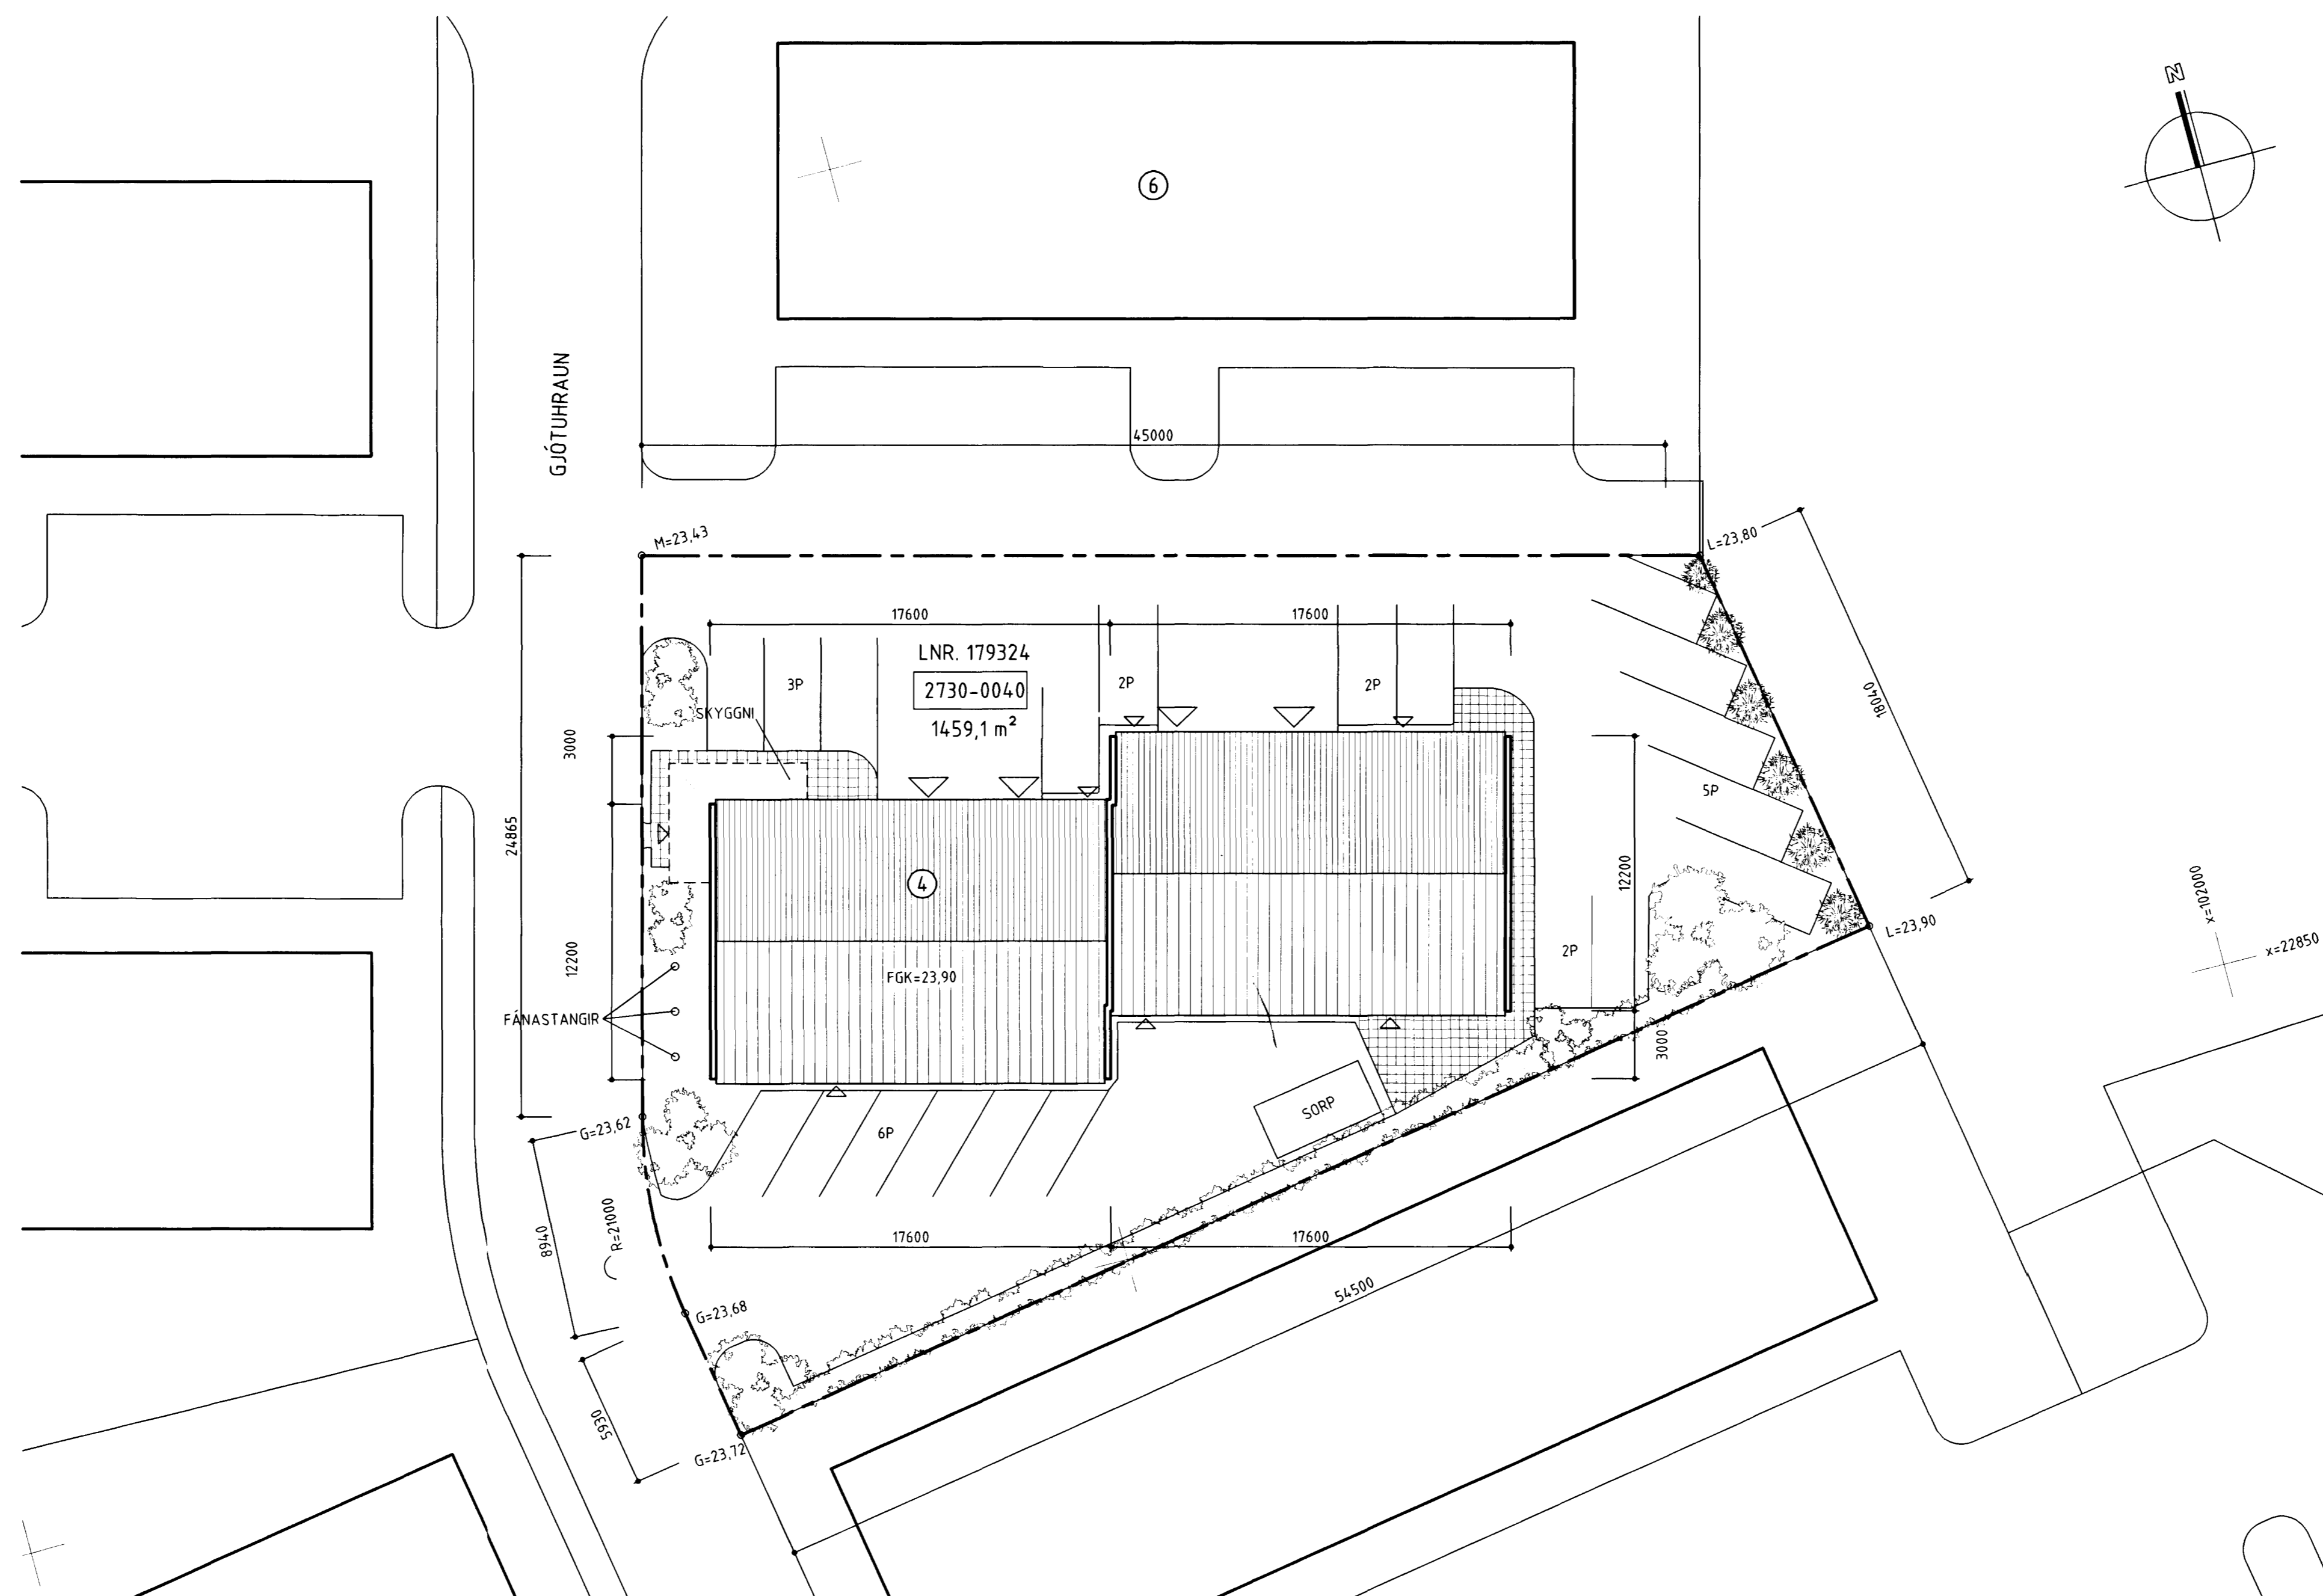 N
6
GJÓTUHRAUN
45000
M=23,43
L=23,80
17600
17600
LNR. 179324
3P
2730-0040
2P
2P
SKYGGNI
1459,1 m²
18040
3000
5P
24865
12200
4
x=102000
L=23,90
x=22850
12200
2P
FGK=23,90
FÁNASTANGIR
3000
SORP
G=23,62
6P
8940
R=21000
17600
17600
54500
G=23,68
5930
G=23,72